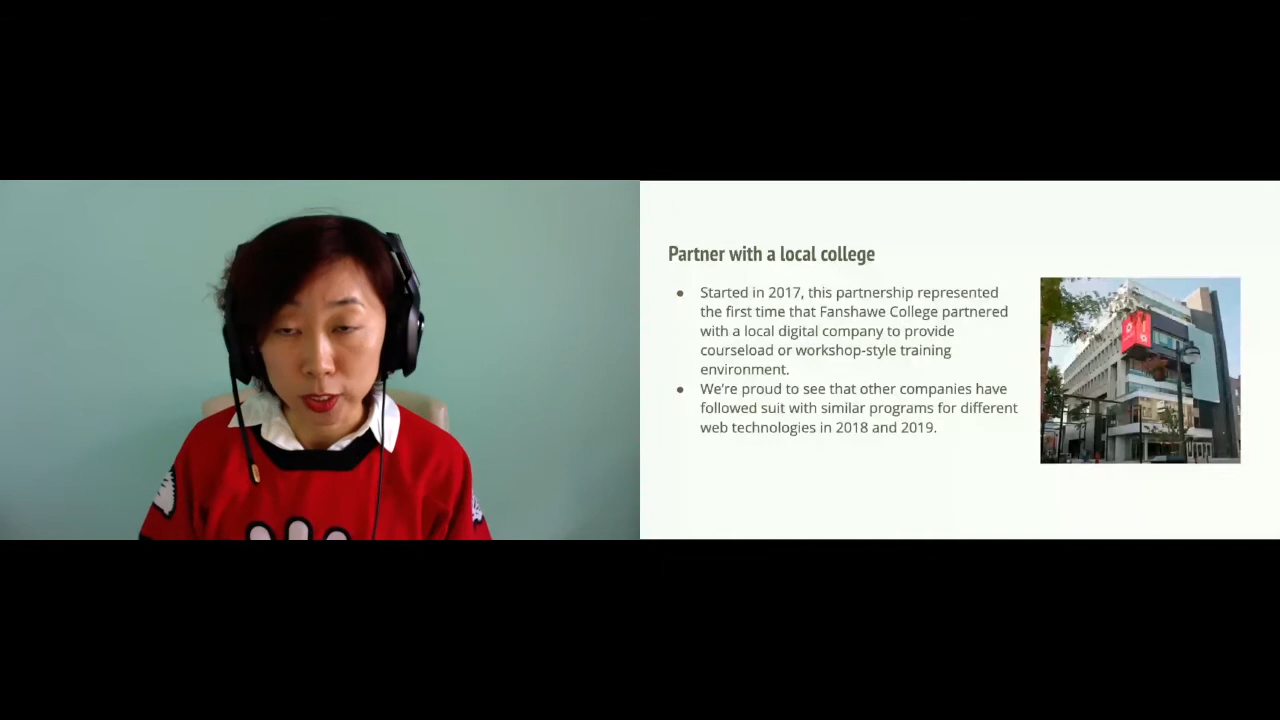 Partner with a local college
● Started in 2017, this partnership represented
the first time that Fanshawe College partnered
with a local digital company to provide
courseload or workshop-style training
environment.
● We’re proud to see that other companies have
followed suit with similar programs for different
web technologies in 2018 and 2019.